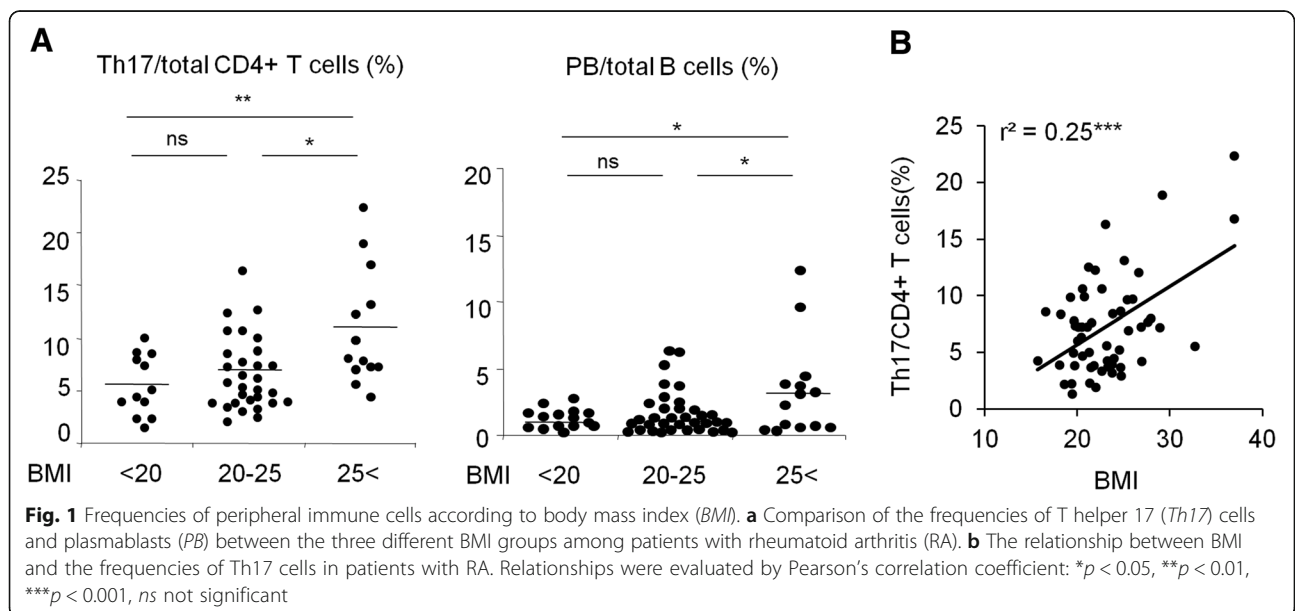 A
Th17/total CD4+ T cells (%)
**
ns
*
25
20
15
10
5
0
BMI <20 20-25 25<
PB/total B cells (%)
*
ns
*
20
15
10
5
0
BMI <20 20-25 25<
B
r² = 0.25***
Th17CD4+ T cells(%)
25
20
15
10
5
0
10 20 30 40
BMI
Fig. 1 Frequencies of peripheral immune cells according to body mass index (BMI). a Comparison of the frequencies of T helper 17 (Th17) cells
and plasmablasts (PB) between the three different BMI groups among patients with rheumatoid arthritis (RA). b The relationship between BMI
and the frequencies of Th17 cells in patients with RA. Relationships were evaluated by Pearson’s correlation coefficient: *p < 0.05, **p < 0.01,
***p < 0.001, ns not significant